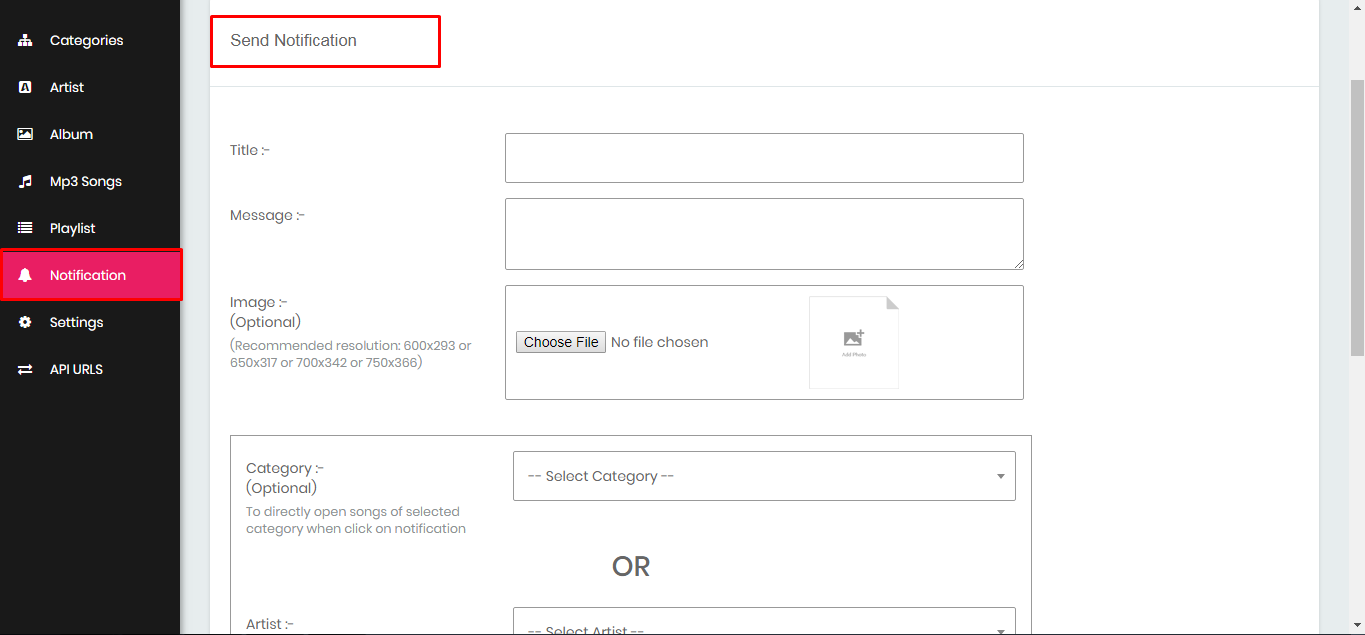 Categories
Artist
Album
Mp3 Songs
Playlist
Notification
Settings
API URLS
Send Notification
Title :-
Message :-
Image :-
(Optional)
(Recommended resolution: 600x293 or
650x317 or 700x342 or 750x366)
Choose File No file chosen
Add Photo
Category :-
(Optional)
To directly open songs of selected
category when click on notification
-- Select Category --
OR
Artist :-
-- Select Artist --